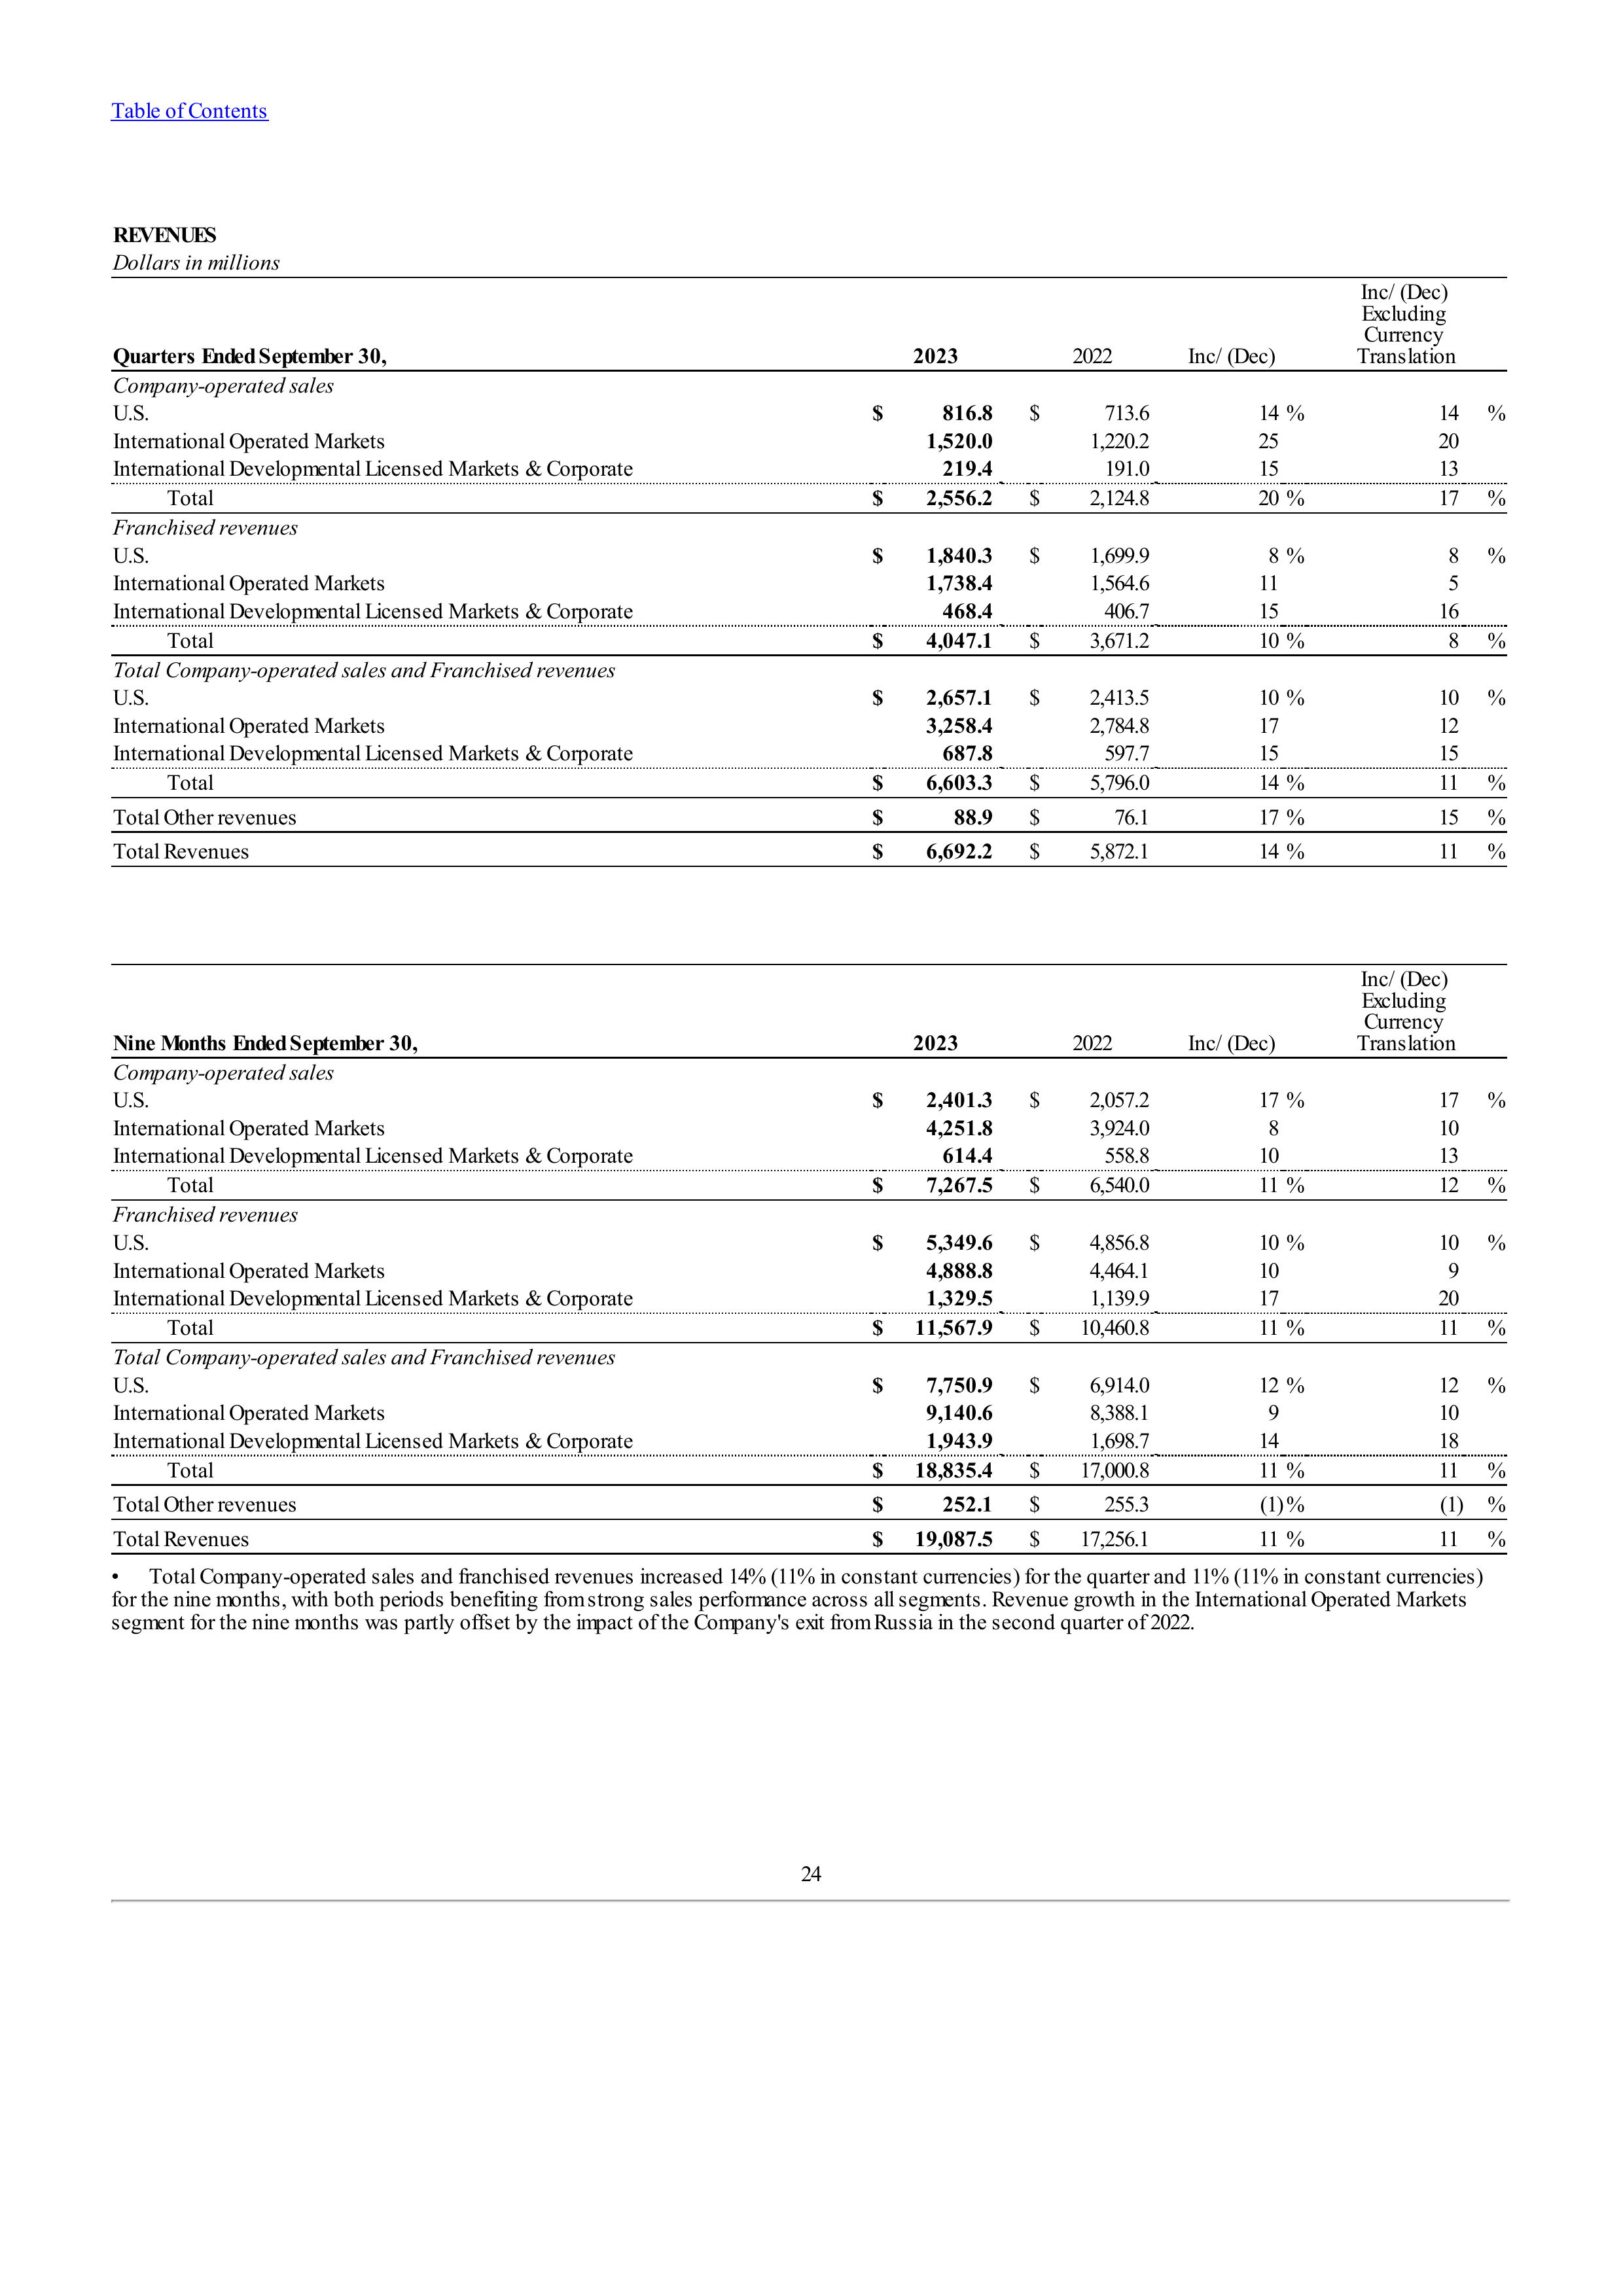 Table of Contents
REVENUES
Dollars in millions
Inc/ (Dec)
Excluding
Currency
Quarters Ended September 30, 2023 2022 Inc/ (Dec) Translation
Company-operated sales
U.S. $ 816.8 $ 713.6 14 % 14 %
International Operated Markets 1,520.0 1,220.2 25 20
International Developmental Licensed Markets & Corporate 219.4 191.0 15 13
Total $ 2,556.2 $ 2,124.8 20 % 17 %
Franchised revenues
U.S. $ 1,840.3 $ 1,699.9 8 % 8 %
International Operated Markets 1,738.4 1,564.6 11 5
International Developmental Licensed Markets & Corporate 468.4 406.7 15 16
Total $ 4,047.1 $ 3,671.2 10 % 8 %
Total Company-operated sales and Franchised revenues
U.S. $ 2,657.1 $ 2,413.5 10 % 10 %
International Operated Markets 3,258.4 2,784.8 17 12
International Developmental Licensed Markets & Corporate 687.8 597.7 15 15
Total $ 6,603.3 $ 5,796.0 14 % 11 %
Total Other revenues $ 88.9 $ 76.1 17 % 15 %
Total Revenues $ 6,692.2 $ 5,872.1 14 % 11 %
Inc/ (Dec)
Excluding
Currency
Nine Months Ended September 30, 2023 2022 Inc/ (Dec) Translation
Company-operated sales
U.S. $ 2,401.3 $ 2,057.2 17 % 17 %
International Operated Markets 4,251.8 3,924.0 8 10
International Developmental Licensed Markets & Corporate 614.4 558.8 10 13
Total $ 7,267.5 $ 6,540.0 11 % 12 %
Franchised revenues
U.S. $ 5,349.6 $ 4,856.8 10 % 10 %
International Operated Markets 4,888.8 4,464.1 10 9
International Developmental Licensed Markets & Corporate 1,329.5 1,139.9 17 20
Total $ 11,567.9 $ 10,460.8 11 % 11 %
Total Company-operated sales and Franchised revenues
U.S. $ 7,750.9 $ 6,914.0 12 % 12 %
International Operated Markets 9,140.6 8,388.1 9 10
International Developmental Licensed Markets & Corporate 1,943.9 1,698.7 14 18
Total $ 18,835.4 $ 17,000.8 11 % 11 %
Total Other revenues $ 252.1 $ 255.3 (1)% (1) %
Total Revenues $ 19,087.5 $ 17,256.1 11 % 11 %
• Total Company-operated sales and franchised revenues increased 14% (11% in constant currencies) for the quarter and 11% (11% in constant currencies)
for the nine months, with both periods benefiting from strong sales performance across all segments. Revenue growth in the International Operated Markets
segment for the nine months was partly offset by the impact of the Company's exit from Russia in the second quarter of 2022.
24